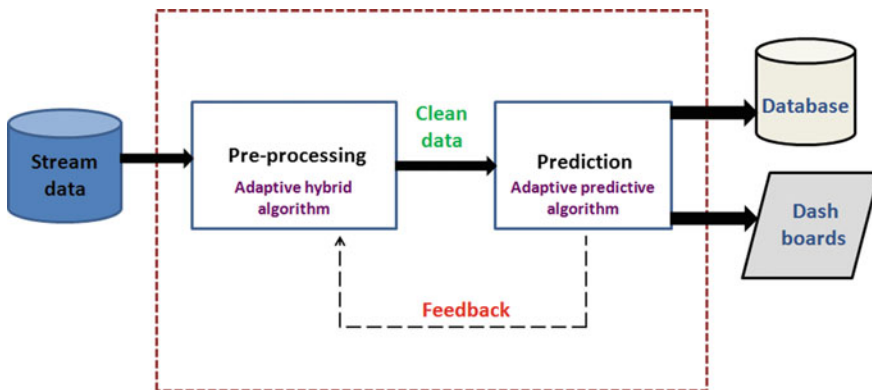 Stream
data
Pre-processing
Adaptive hybrid
algorithm
Clean
data
Prediction
Adaptive predictive
algorithm
Database
Dash
boards
Feedback